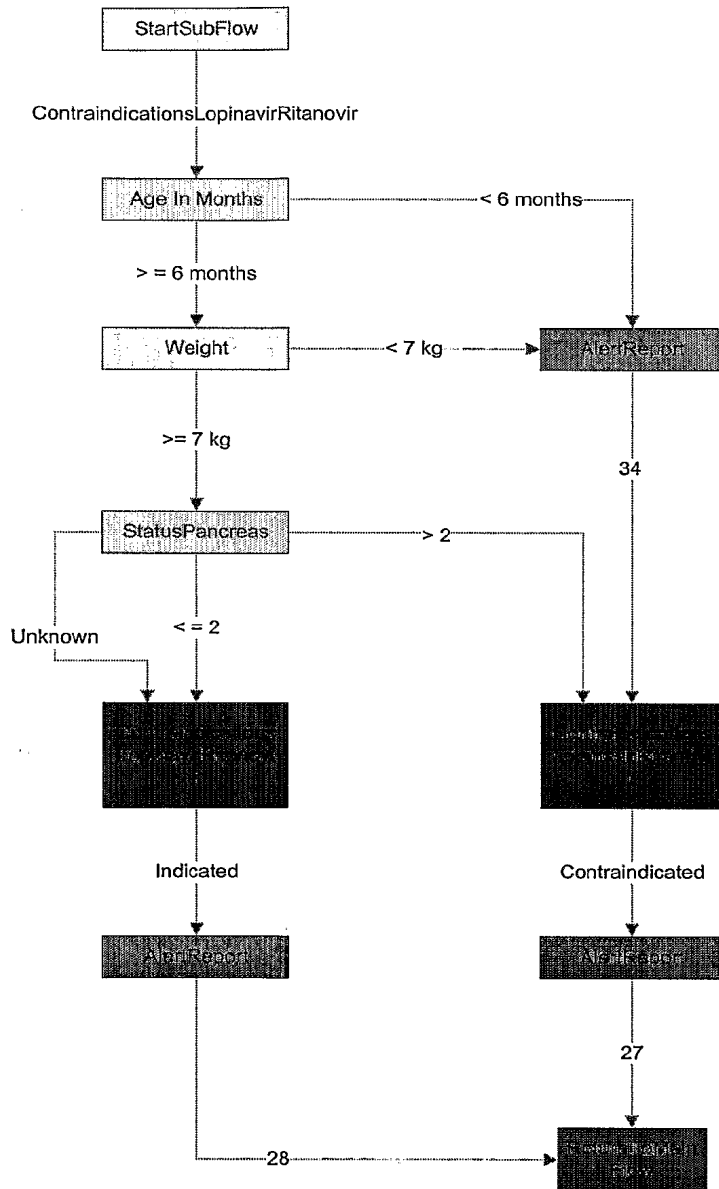 StartSubFlow
ContraindicationsLopinavirRitanovir
Age In Months
< 6 months
> = 6 months
Weight
< 7 kg
AlertReport
>= 7 kg
34
StatusPancreas
> 2
Unknown
< = 2
Indicated
Contraindicated
AlertReport
AlertReport
27
28